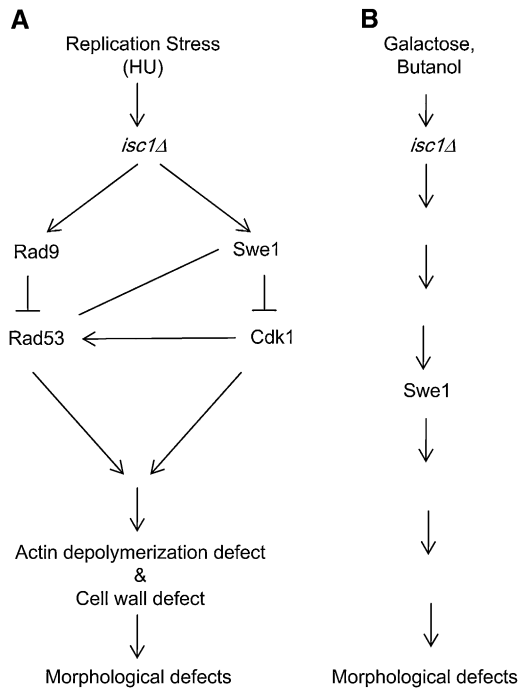 A
Replication Stress
(HU)
isc1Δ
Rad9
Swe1
Rad53
Cdk1
Actin depolymerization defect
&
Cell wall defect
Morphological defects
B
Galactose,
Butanol
isc1Δ
Swe1
Morphological defects